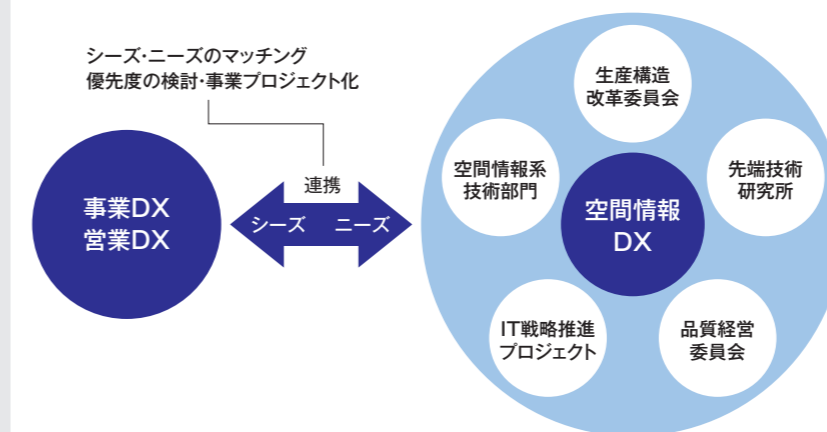 シーズ・ニーズのマッチング
優先度の検討・事業プロジェクト化
事業DX
営業DX
連携
シーズ ニーズ
生産構造
改革委員会
空間情報系
技術部門
先端技術
研究所
空間情報
DX
IT戦略推進
プロジェクト
品質経営
委員会